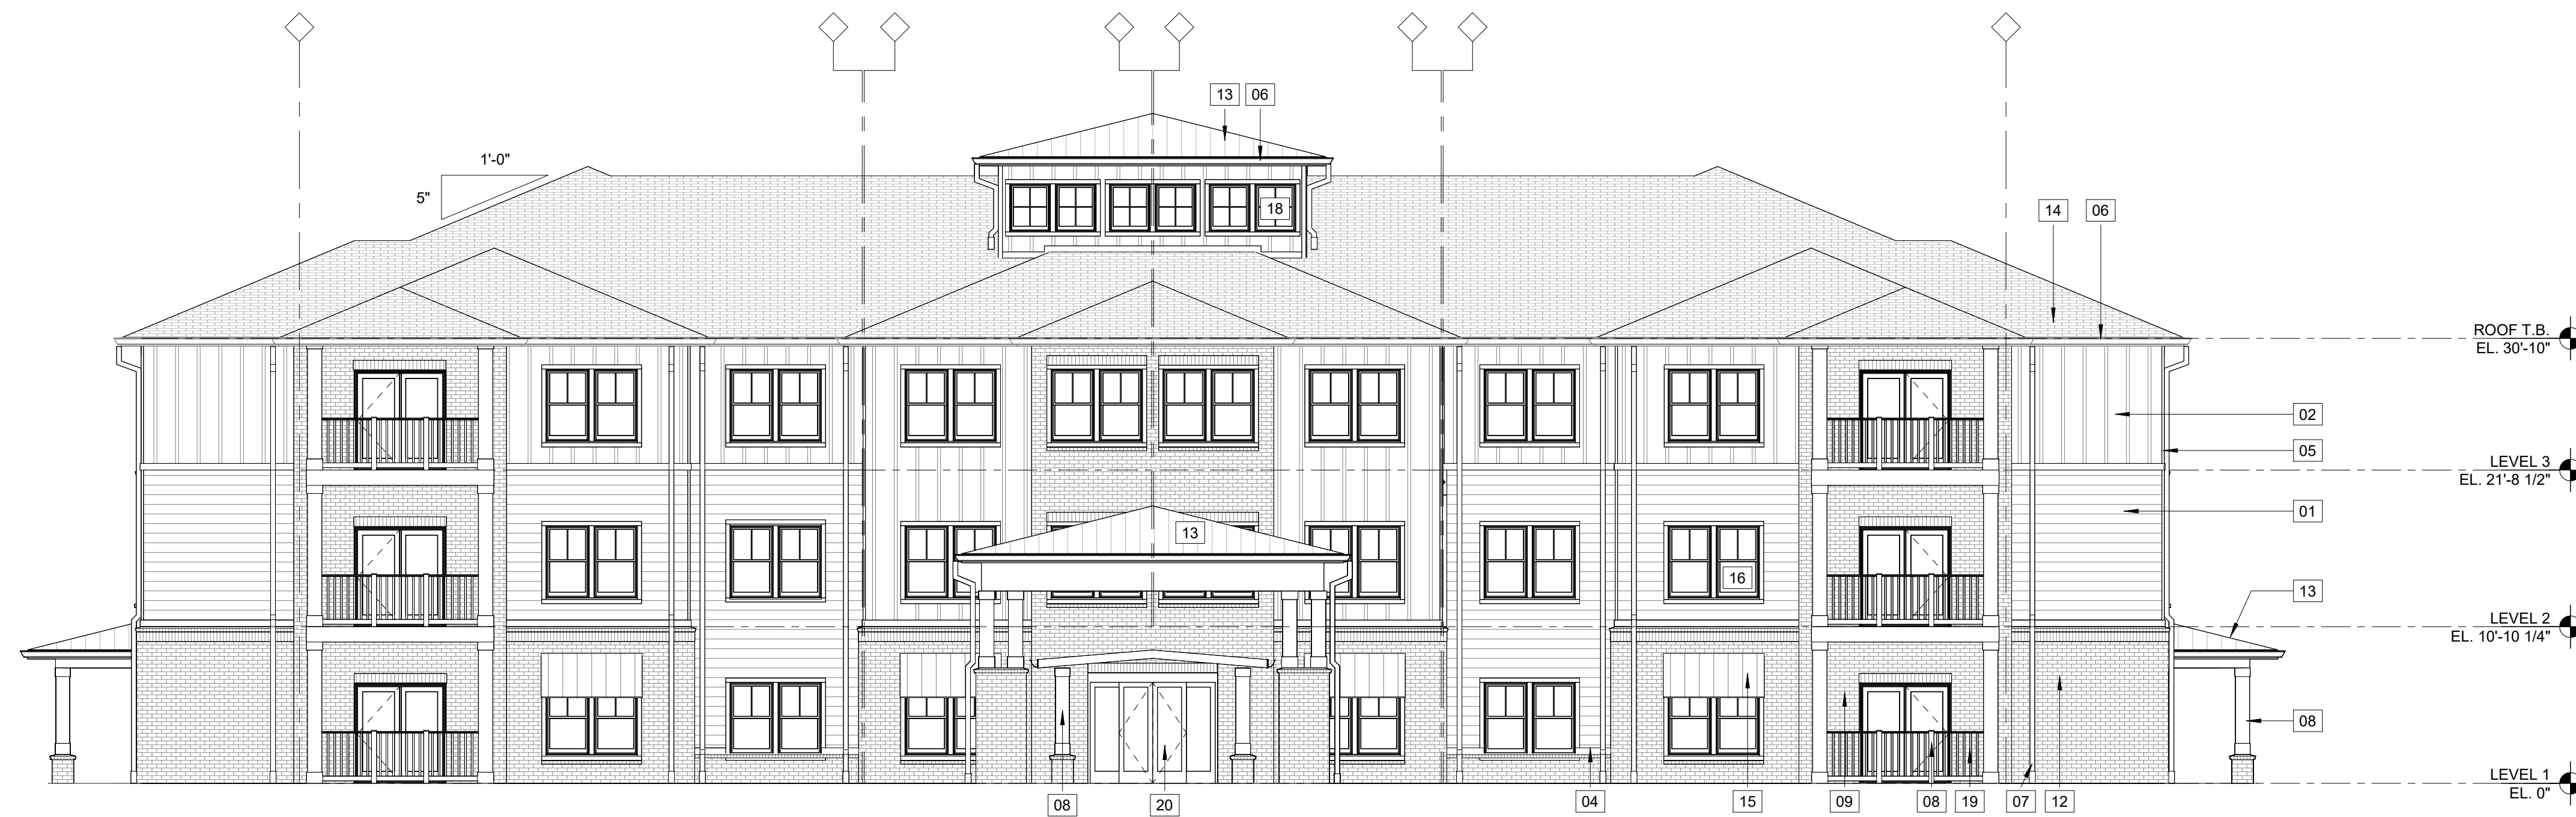 13 06
1'-0"
5"
18
14 06
ROOF T.B.
EL. 30'-10"
02
05
LEVEL 3
EL. 21'-8 1/2"
01
13
16
13
LEVEL 2
EL. 10'-10 1/4"
08
LEVEL 1
EL. 0"
08 20 04 15 09 08 19 07 12